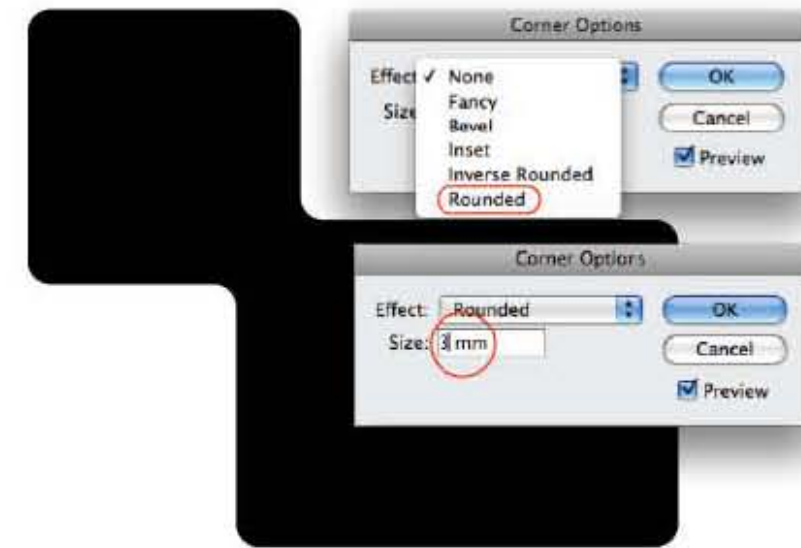 Corner Options
Effect ✓ None
OK
Size
Fancy
Bevel
Cancel
Inset
Preview
Inverse Rounded
Rounded
Corner Options
Effect: Rounded
OK
Size: 3 mm
Cancel
Preview